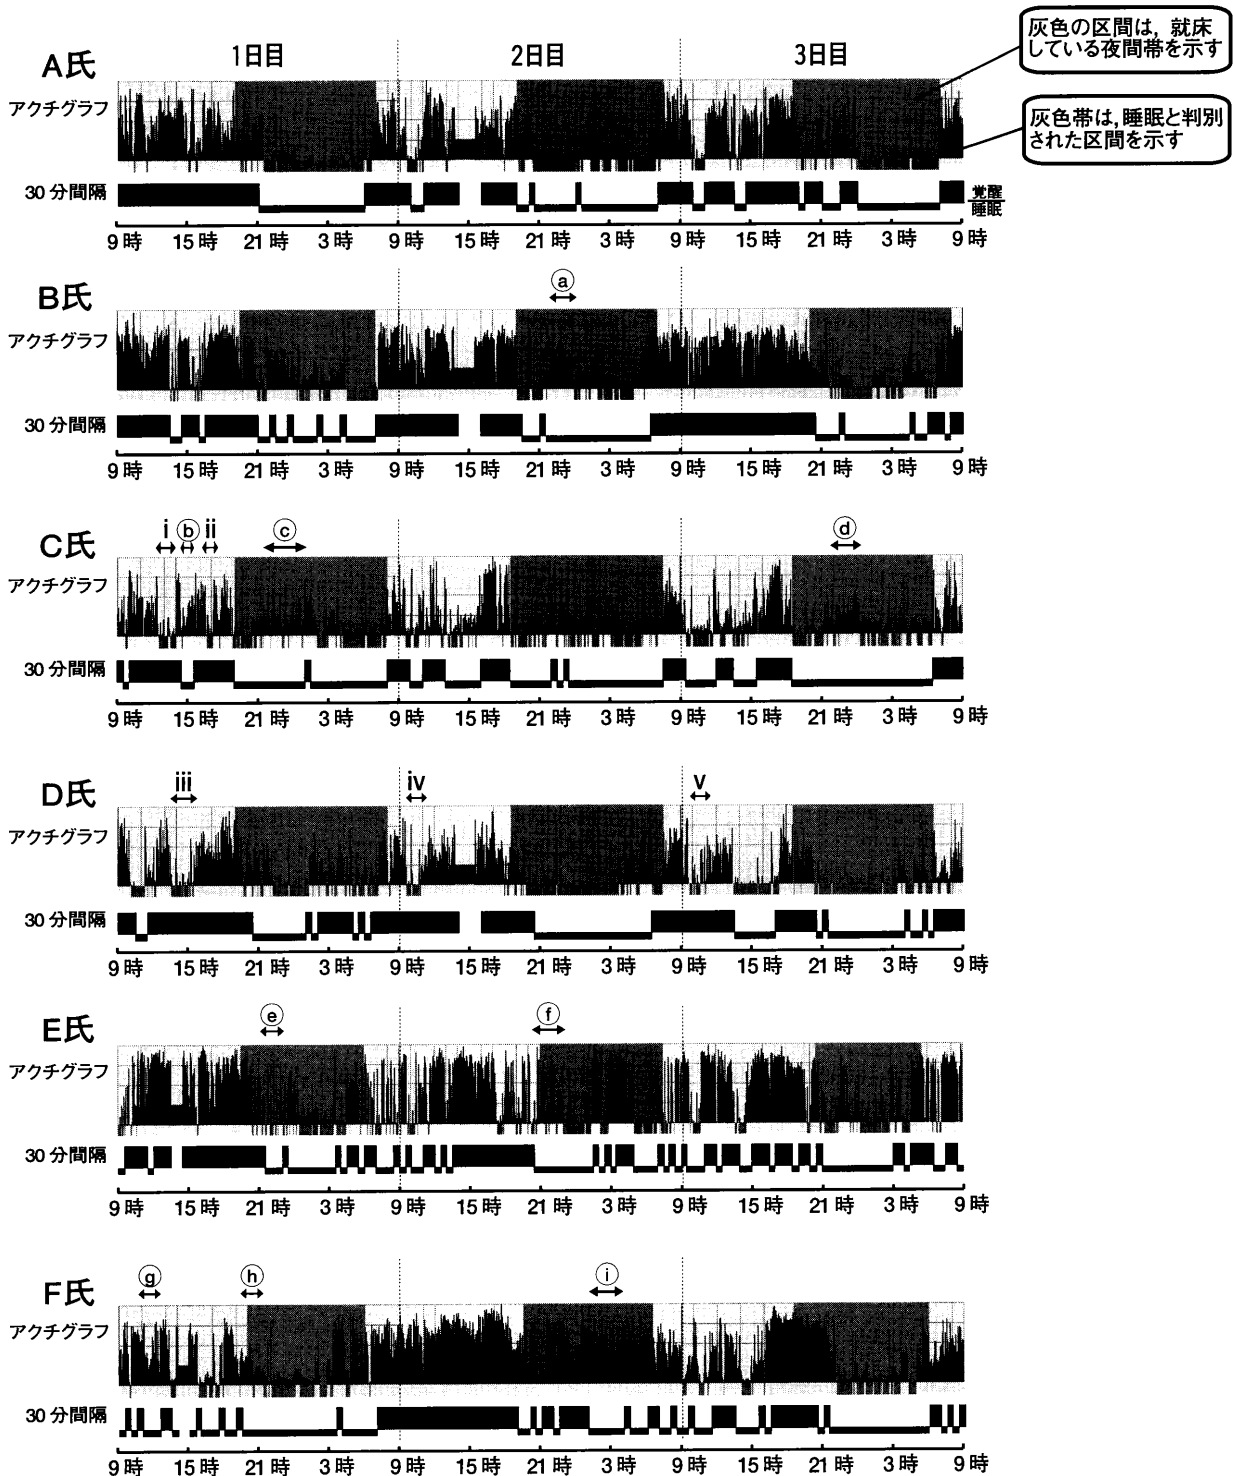 灰色の区間は，就床
している夜間帯を示す
灰色帯は，睡眠と判別
された区間を示す
1日目 2日目 3日目
A氏
アクチグラフ
30分間隔
覚醒
睡眠
9時 15時 21時 3時 9時 15時 21時 3時 9時 15時 21時 3時 9時
ⓐ
B氏
アクチグラフ
30分間隔
9時 15時 21時 3時 9時 15時 21時 3時 9時 15時 21時 3時 9時
i ⓑ ii ⓒ ⓓ
C氏
アクチグラフ
30分間隔
9時 15時 21時 3時 9時 15時 21時 3時 9時 15時 21時 3時 9時
iii iv v
D氏
アクチグラフ
30分間隔
9時 15時 21時 3時 9時 15時 21時 3時 9時 15時 21時 3時 9時
ⓔ ⓕ
E氏
アクチグラフ
30分間隔
9時 15時 21時 3時 9時 15時 21時 3時 9時 15時 21時 3時 9時
ⓖ ⓗ ⓘ
F氏
アクチグラフ
30分間隔
9時 15時 21時 3時 9時 15時 21時 3時 9時 15時 21時 3時 9時